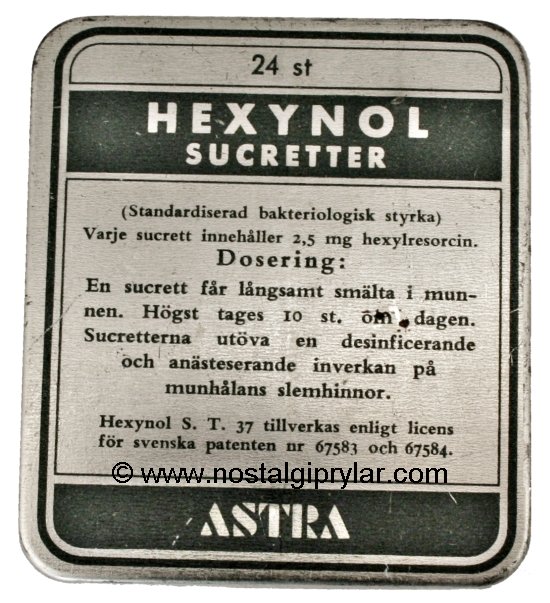 24 st
HEXYNOL
SUCRETTER
(Standardiserad bakteriologisk styrka)
Varje sucrett innehåller 2,5 mg hexylresorcin.
Dosering:
En sucrett får långsamt smälta i mun-
nen. Högst tages 10 st. om dagen.
Sucretterna utöva en desinficerande
och anästeserande inverkan på
munhålans slemhinnor.
Hexynol S. T. 37 tillverkas enligt licens
för svenska patenten nr 67583 och 67584.
© www.nostalgiprylar.com
ASTRA